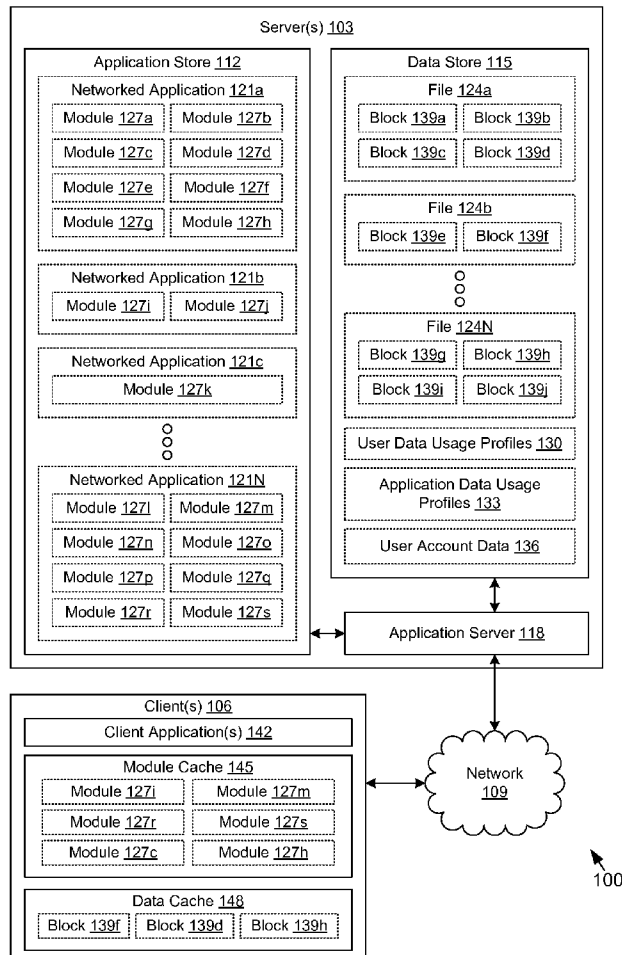 Server(s) 103
Application Store 112
Networked Application 121a
Module 127a
Module 127b
Module 127c
Module 127d
Module 127e
Module 127f
Module 127g
Module 127h
Networked Application 121b
Module 127i
Module 127j
Networked Application 121c
Module 127k
Networked Application 121N
Module 127l
Module 127m
Module 127n
Module 127o
Module 127p
Module 127q
Module 127r
Module 127s
Data Store 115
File 124a
Block 139a
Block 139b
Block 139c
Block 139d
File 124b
Block 139e
Block 139f
File 124N
Block 139g
Block 139h
Block 139i
Block 139j
User Data Usage Profiles 130
Application Data Usage
Profiles 133
User Account Data 136
Application Server 118
Client(s) 106
Client Application(s) 142
Module Cache 145
Module 127i
Module 127m
Module 127r
Module 127s
Module 127c
Module 127h
Data Cache 148
Block 139f
Block 139d
Block 139h
Network
109
100